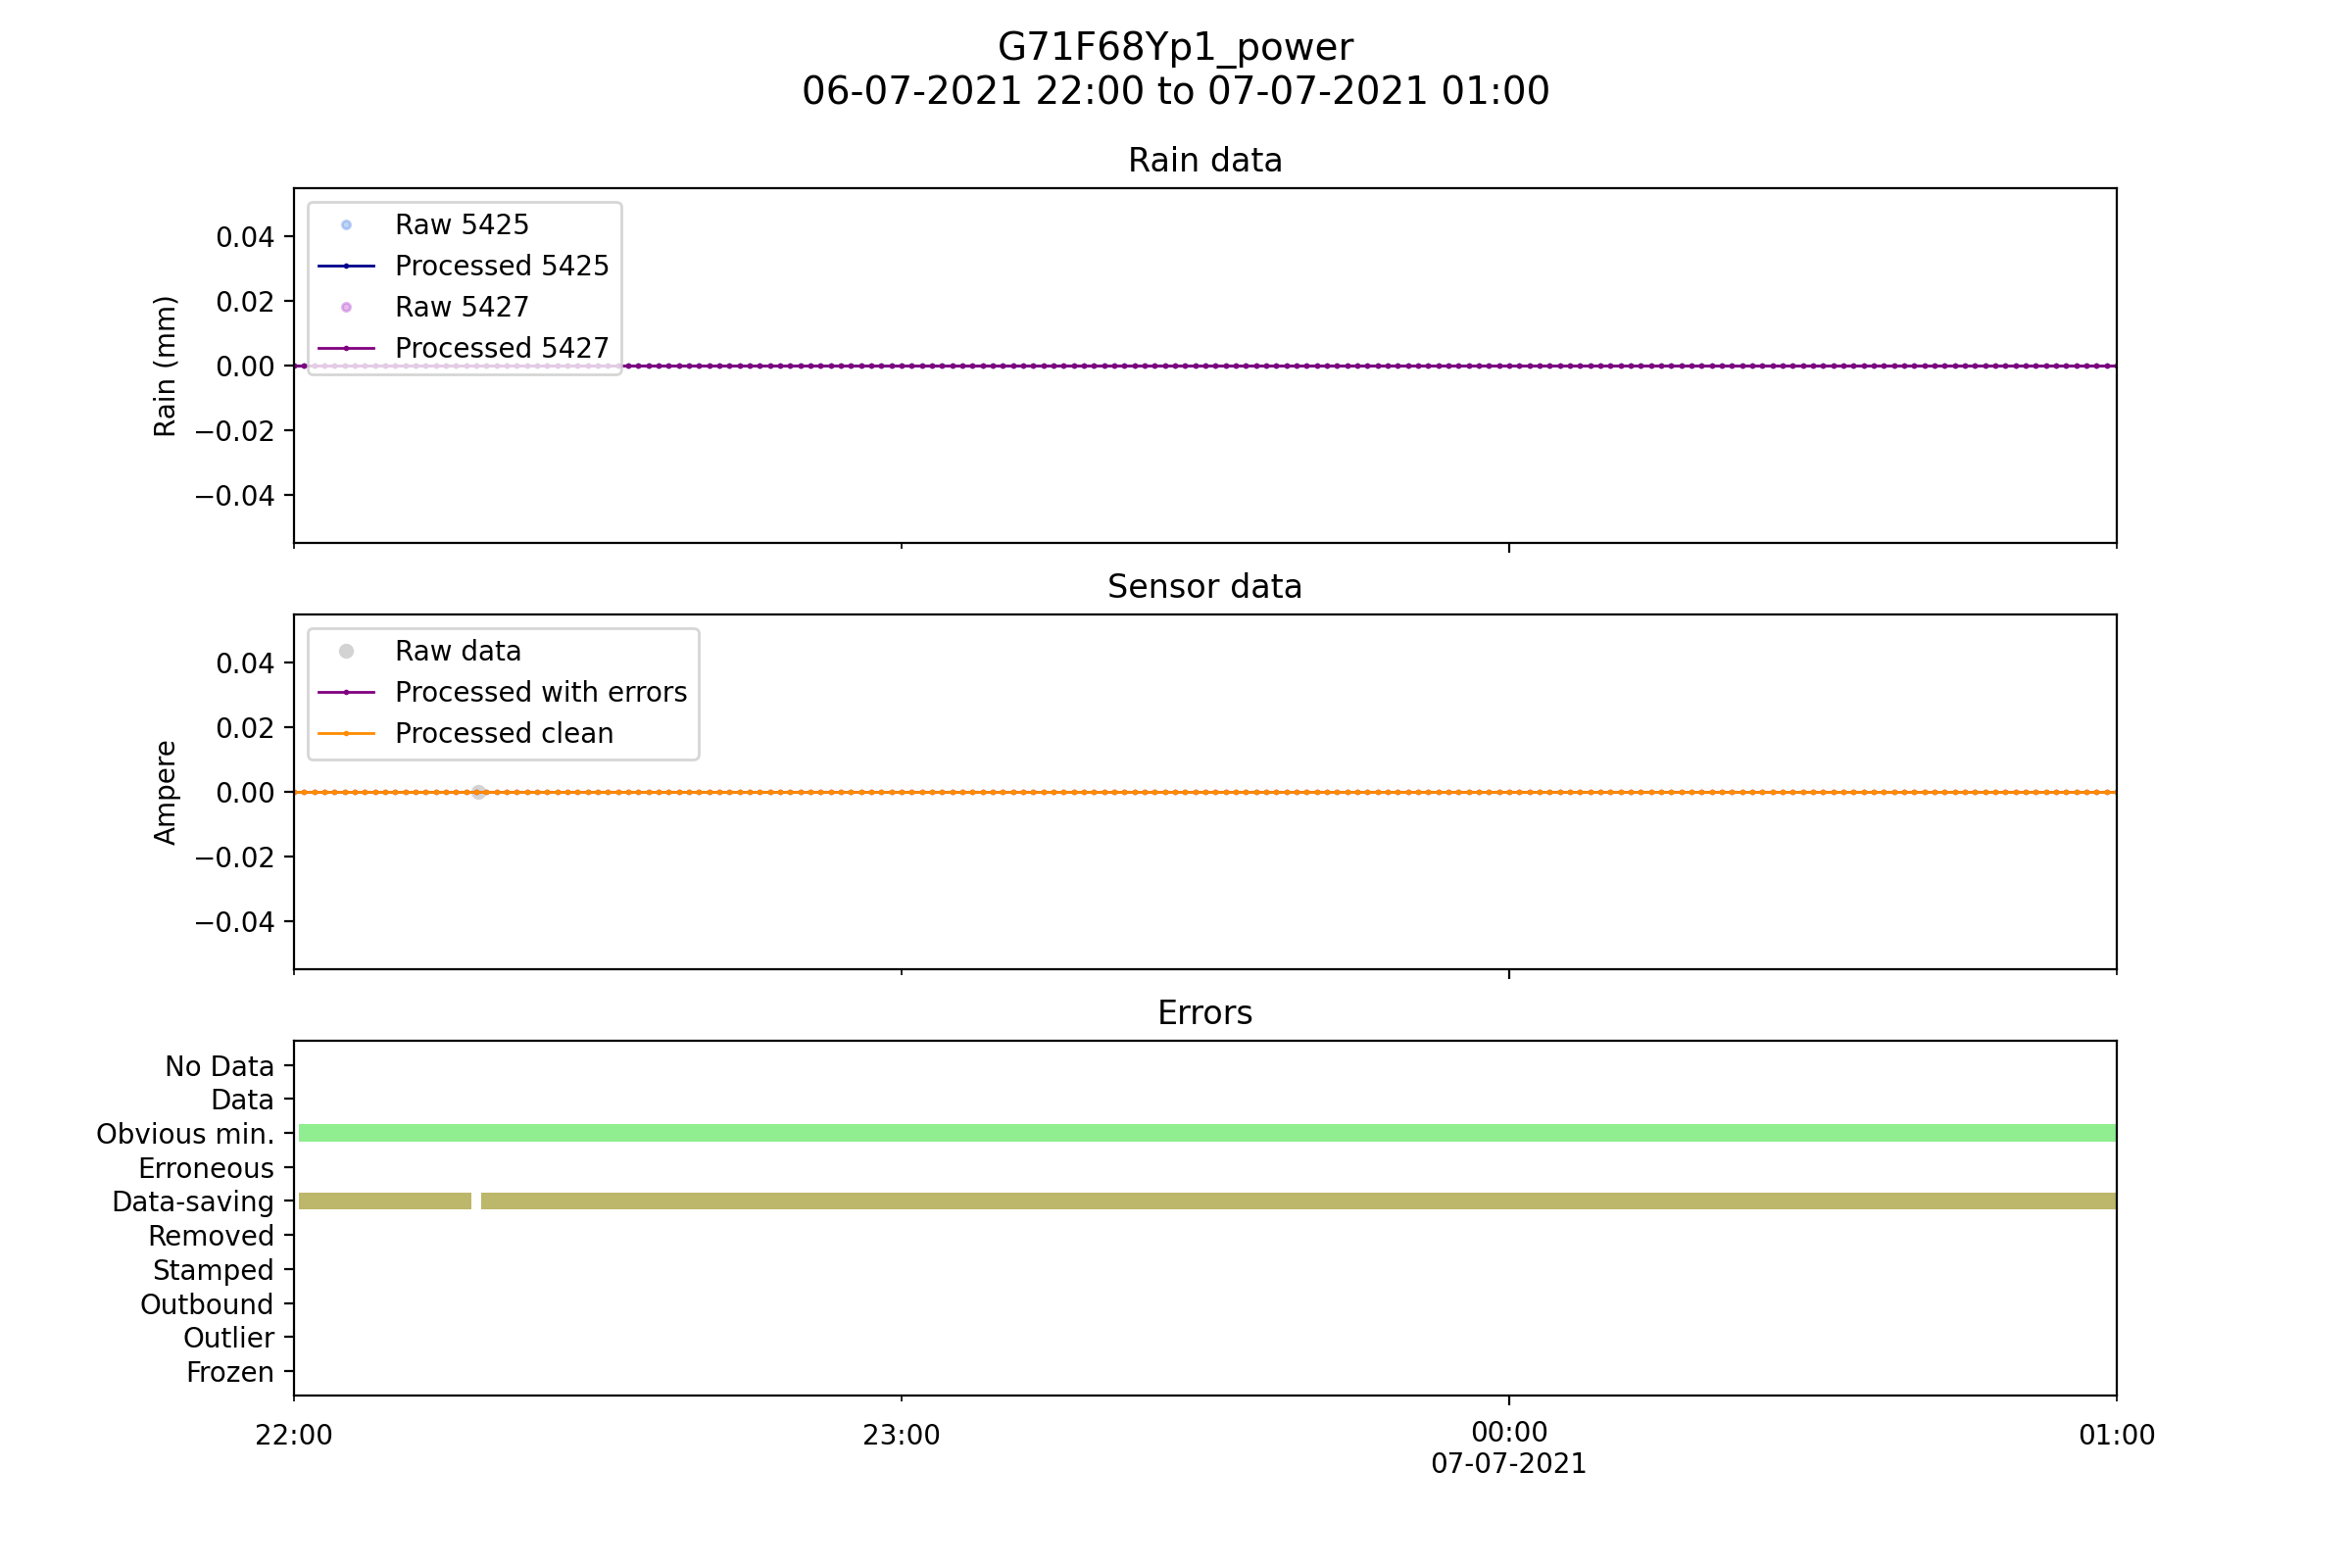 G71F68Yp1_power
06-07-2021 22:00 to 07-07-2021 01:00
Rain data
Rain (mm)
0.04
0.02
0.00
−0.02
−0.04
Raw 5425
Processed 5425
Raw 5427
Processed 5427
Sensor data
Ampere
0.04
0.02
0.00
−0.02
−0.04
Raw data
Processed with errors
Processed clean
Errors
No Data
Data
Obvious min.
Erroneous
Data-saving
Removed
Stamped
Outbound
Outlier
Frozen
22:00
23:00
00:00
07-07-2021
01:00